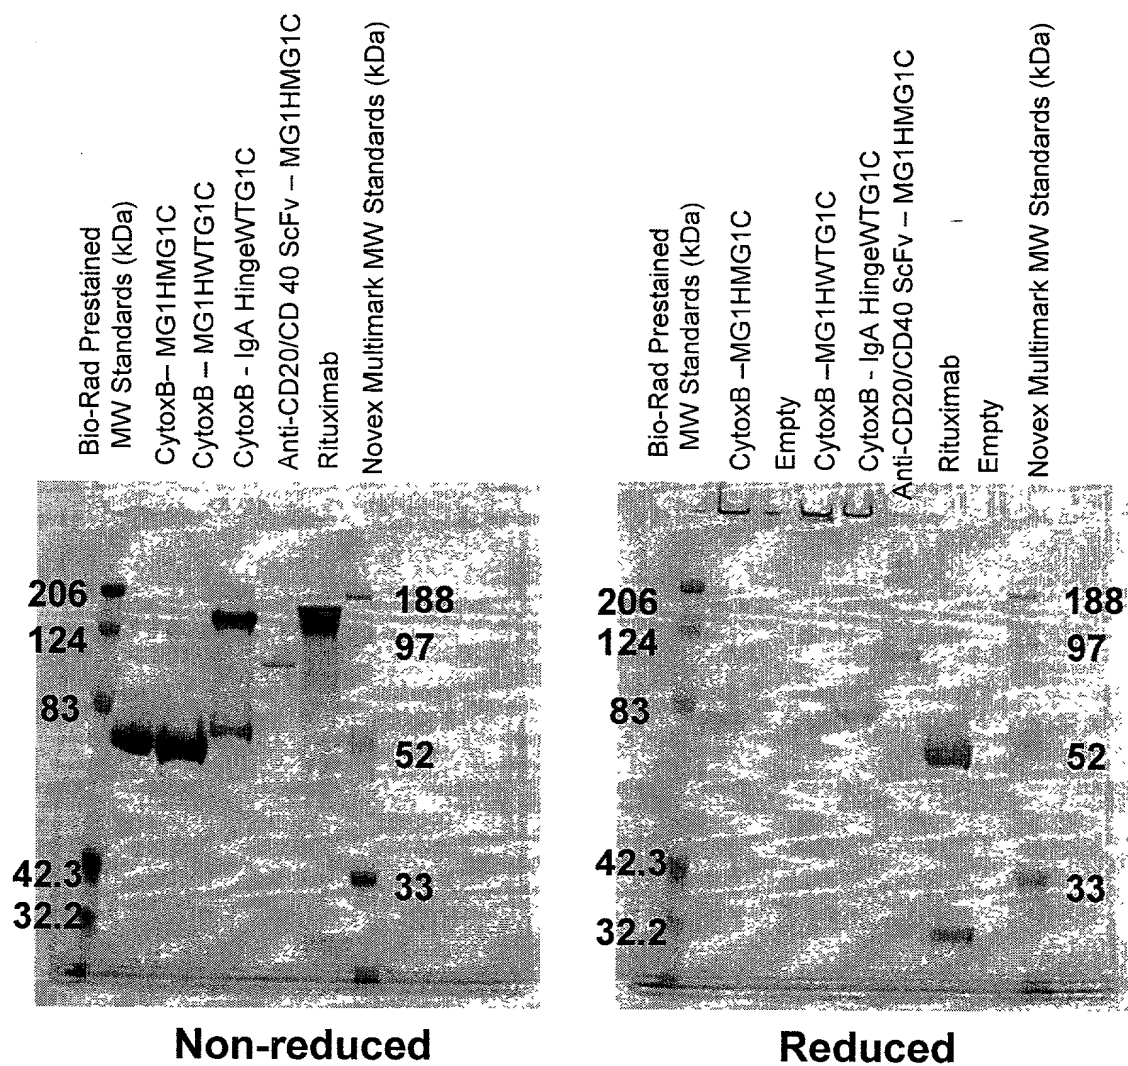 Bio-Rad Prestained
MW Standards (kDa)
CytoxB– MG1HMG1C
CytoxB – MG1HWTG1C
CytoxB - IgA HingeWTG1C
Anti-CD20/CD 40 ScFv – MG1HMG1C
Rituximab
Novex Multimark MW Standards (kDa)
206
124
83
42.3
32.2
188
97
52
33
Non-reduced
Bio-Rad Prestained
MW Standards (kDa)
CytoxB –MG1HMG1C
Empty
CytoxB –MG1HWTG1C
CytoxB - IgA HingeWTG1C
Anti-CD20/CD40 ScFv – MG1HMG1C
Rituximab
Empty
Novex Multimark MW Standards (kDa)
206
124
83
42.3
32.2
188
97
52
33
Reduced